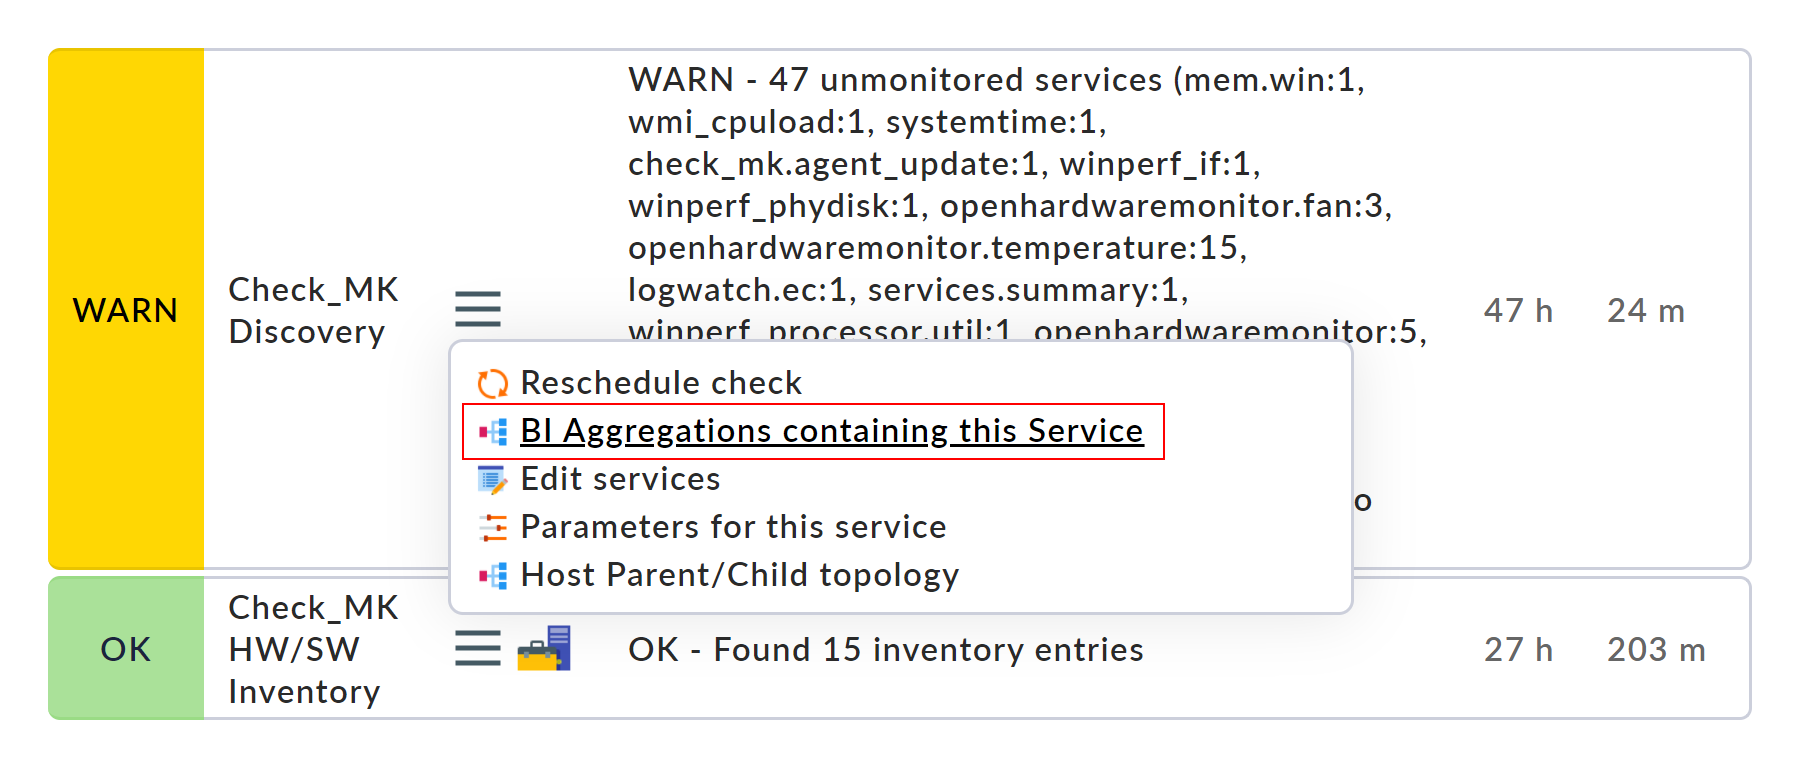 WARN
Check_MK
Discovery
WARN - 47 unmonitored services (mem.win:1,
wmi_cpuload:1, systemtime:1,
check_mk.agent_update:1, winperf_if:1,
winperf_phydisk:1, openhardwaremonitor.fan:3,
openhardwaremonitor.temperature:15,
logwatch.ec:1, services.summary:1,
winperf_processor.util:1, openhardwaremonitor:5,
o
47 h
24 m
Reschedule check
BI Aggregations containing this Service
Edit services
Parameters for this service
Host Parent/Child topology
OK
Check_MK
HW/SW
Inventory
OK - Found 15 inventory entries
27 h
203 m